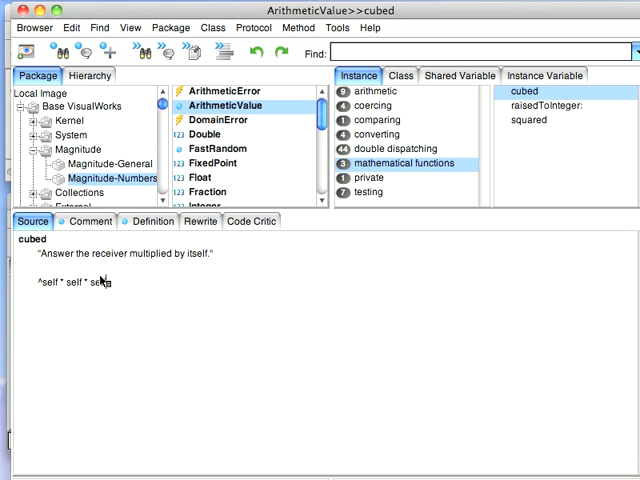 ArithmeticValue>>cubed
Browser Edit Find View Package Class Protocol Method Tools Help
Find:
Package Hierarchy
Instance Class Shared Variable Instance Variable
Local Image
Base VisualWorks
Kernel
System
Magnitude
Magnitude-General
Magnitude-Numbers
Collections
ArithmeticError
ArithmeticValue
DomainError
123 Double
FastRandom
123 FixedPoint
123 Float
123 Fraction
Integer
9 arithmetic
4 coercing
1 comparing
4 converting
44 double dispatching
3 mathematical functions
1 private
7 testing
cubed
raisedToInteger:
squared
Source Comment Definition Rewrite Code Critic
cubed
"Answer the receiver multiplied by itself."
^self * self *